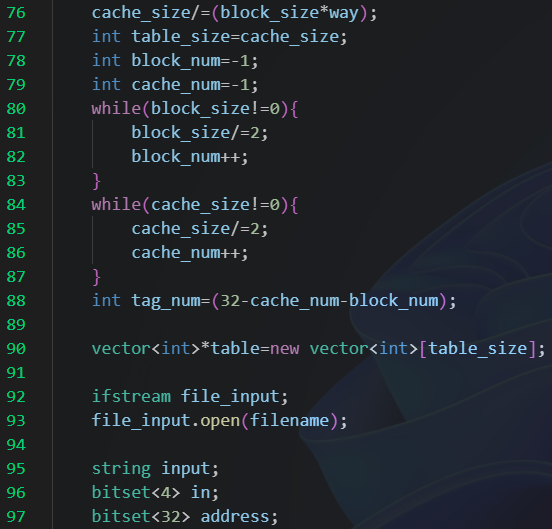 76 cache_size/=(block_size*way);
77 int table_size=cache_size;
78 int block_num=-1;
79 int cache_num=-1;
80 while(block_size!=0){
81 block_size/=2;
82 block_num++;
83 }
84 while(cache_size!=0){
85 cache_size/=2;
86 cache_num++;
87 }
88 int tag_num=(32-cache_num-block_num);
89
90 vector<int>*table=new vector<int>[table_size];
91
92 ifstream file_input;
93 file_input.open(filename);
94
95 string input;
96 bitset<4> in;
97 bitset<32> address;